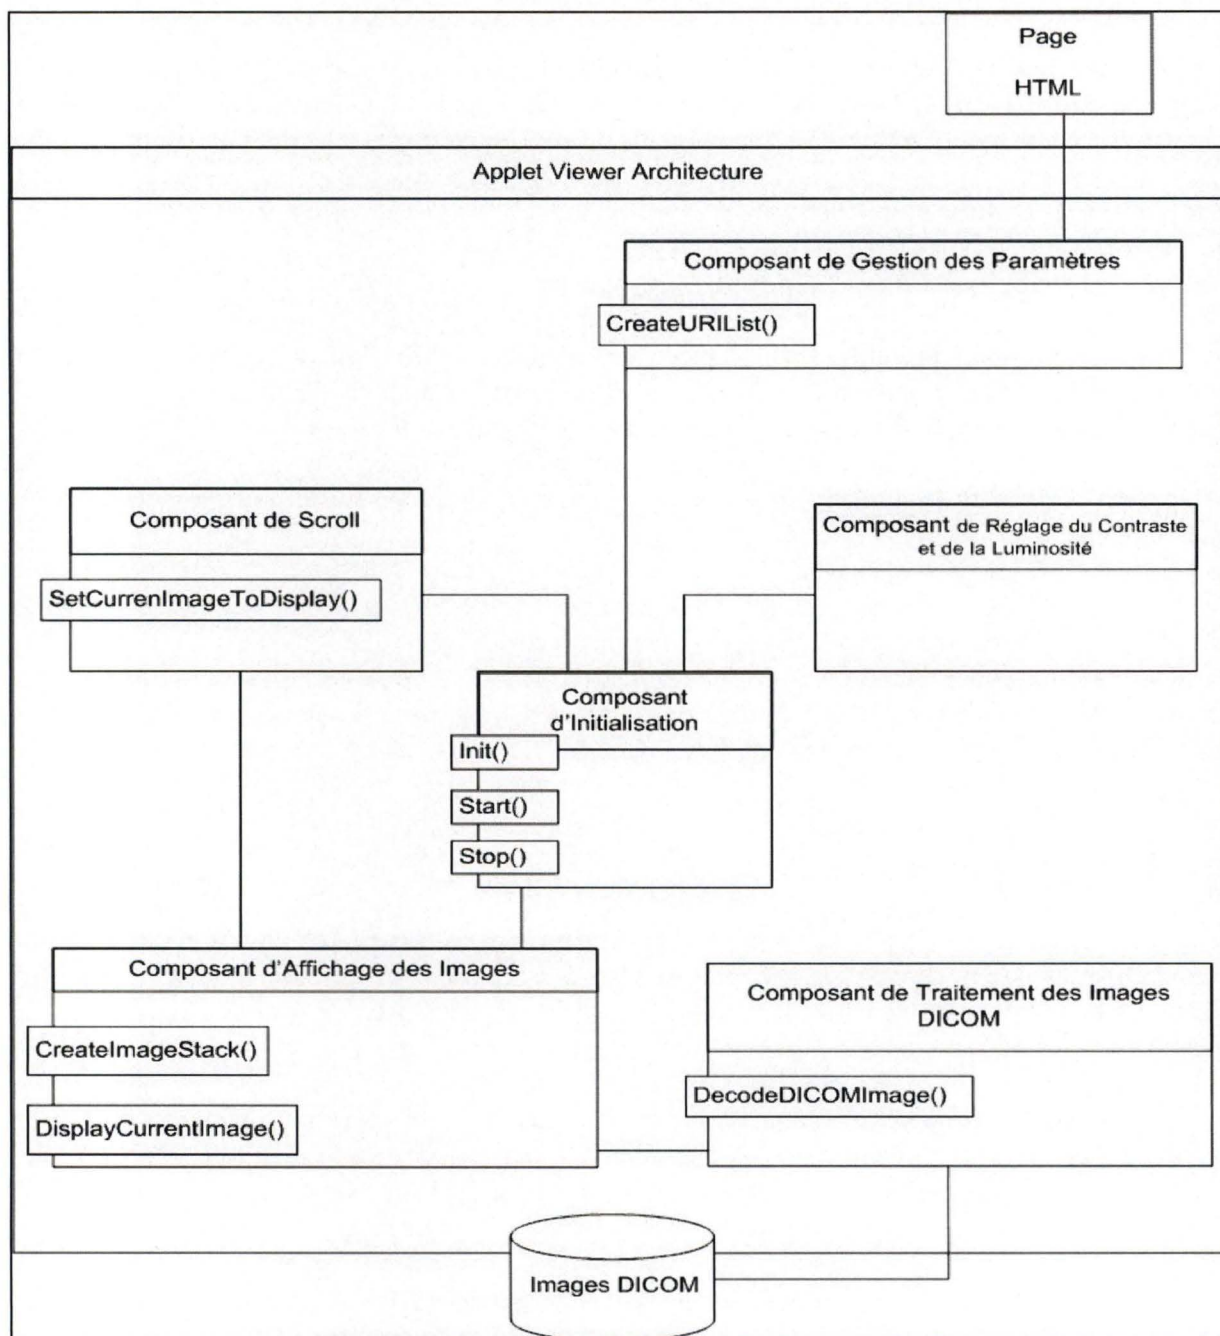 Page
HTML
Applet Viewer Architecture
Composant de Gestion des Paramètres
CreateURIList()
Composant de Scroll
SetCurrenImageToDisplay()
Composant de Réglage du Contraste
et de la Luminosité
Composant
d'Initialisation
Init()
Start()
Stop()
Composant d'Affichage des Images
CreateImageStack()
DisplayCurrentImage()
Composant de Traitement des Images
DICOM
DecodeDICOMImage()
Images DICOM